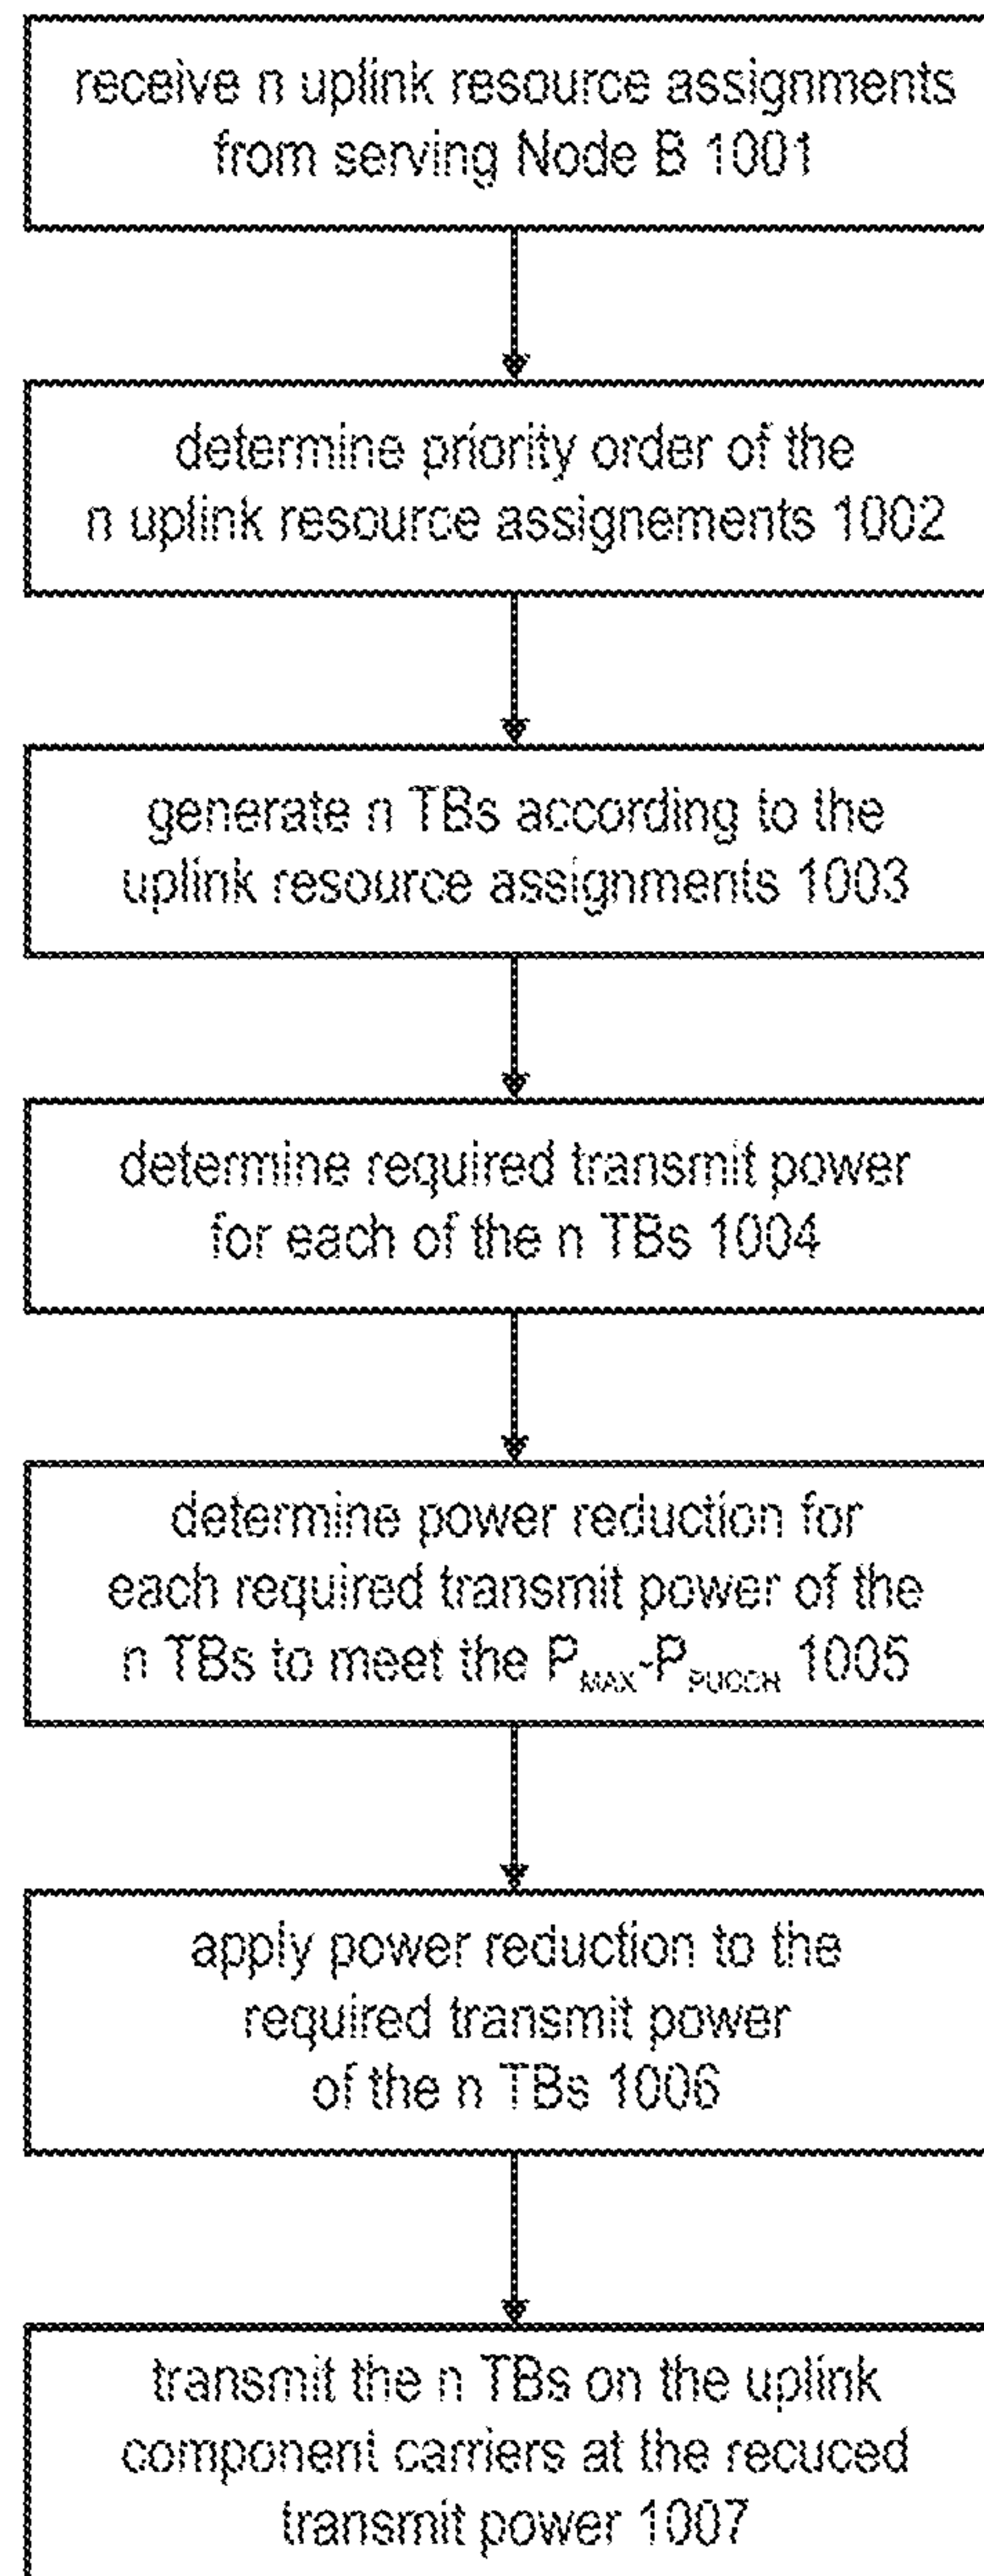 receive n uplink resource assignments
from serving Node B 1001
determine priority order of the
n uplink resource assignements 1002
generate n TBs according to the
uplink resource assignments 1003
determine required transmit power
for each of the n TBs 1004
determine power reduction for
each required transmit power of the
n TBs to meet the PMAX-PPUCCH 1005
apply power reduction to the
required transmit power
of the n TBs 1006
transmit the n TBs on the uplink
component carriers at the recuced
transmit power 1007